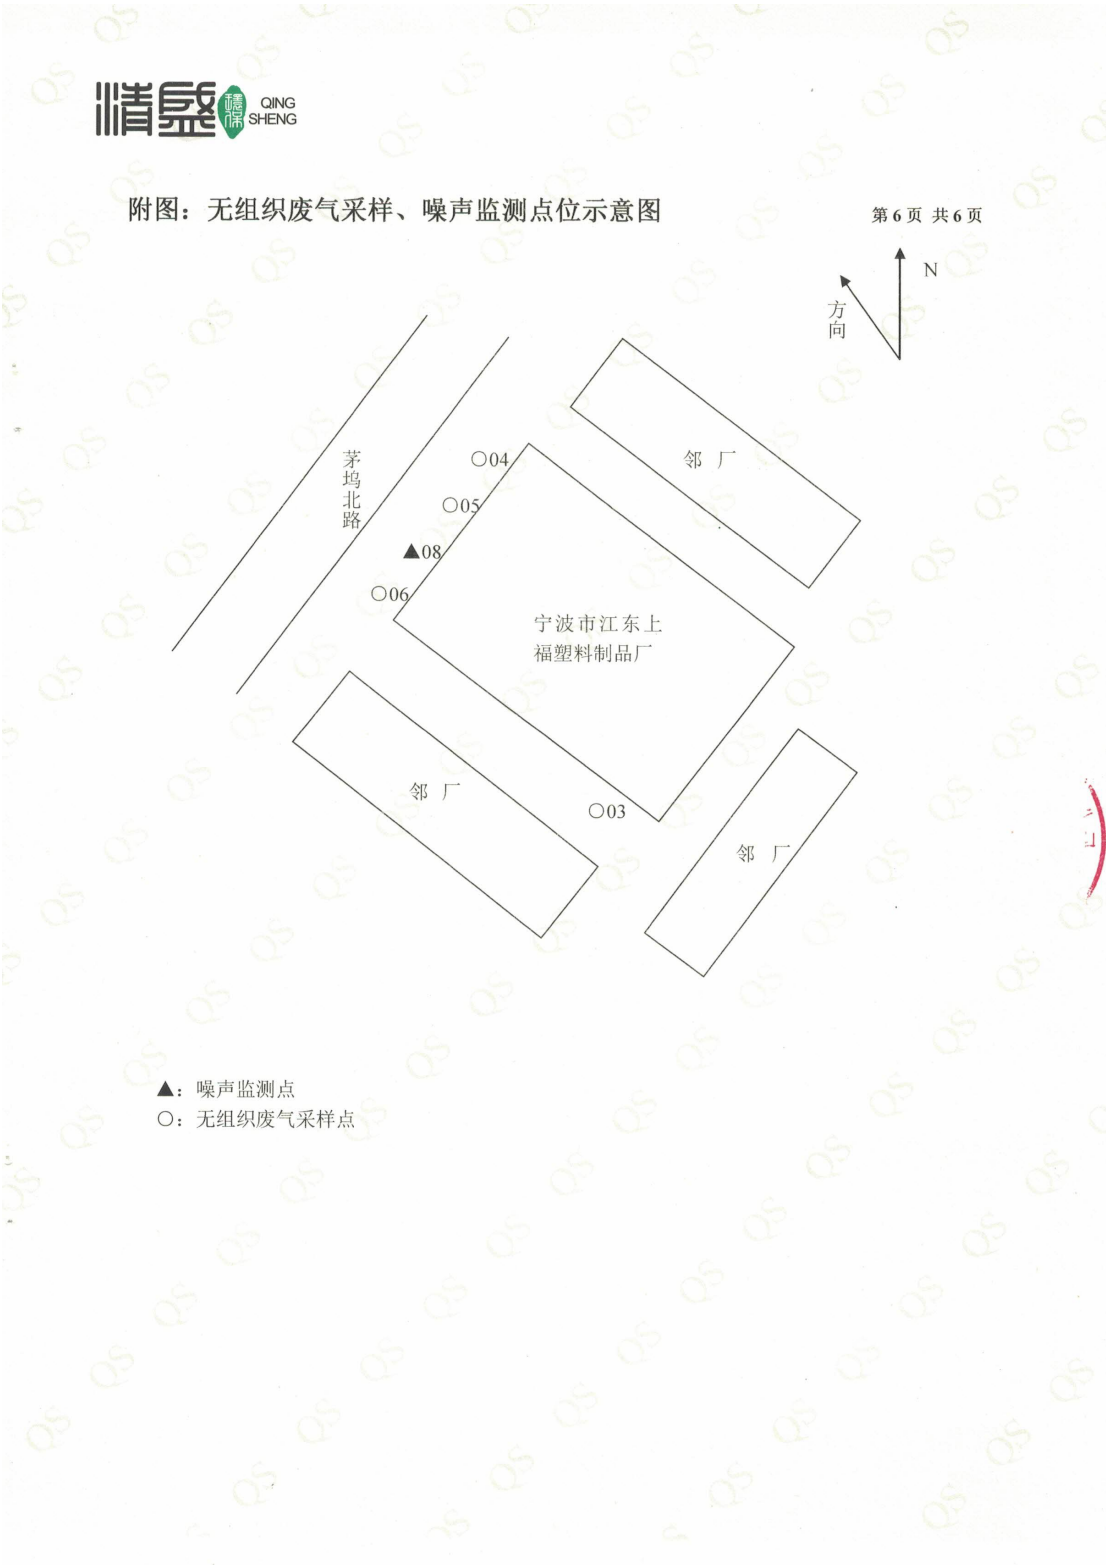 清盛
環保
QING
SHENG
附图：无组织废气采样、噪声监测点位示意图
第6页 共6页
N
方向
茅坞北路
○04
○05
▲08
○06
邻 厂
宁波市江东上
福塑料制品厂
邻 厂
○03
邻 厂
▲：噪声监测点
○：无组织废气采样点